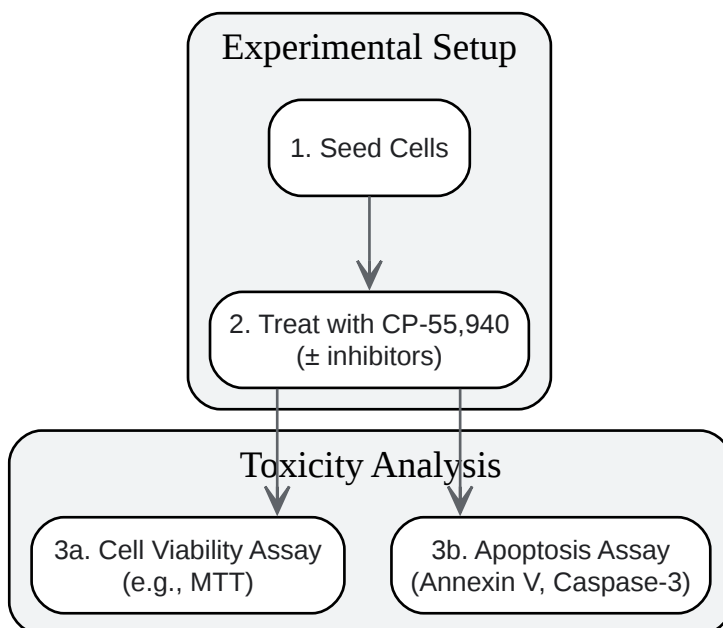 Experimental Setup
1. Seed Cells
2. Treat with CP-55,940
(± inhibitors)
Toxicity Analysis
3a. Cell Viability Assay
(e.g., MTT)
3b. Apoptosis Assay
(Annexin V, Caspase-3)